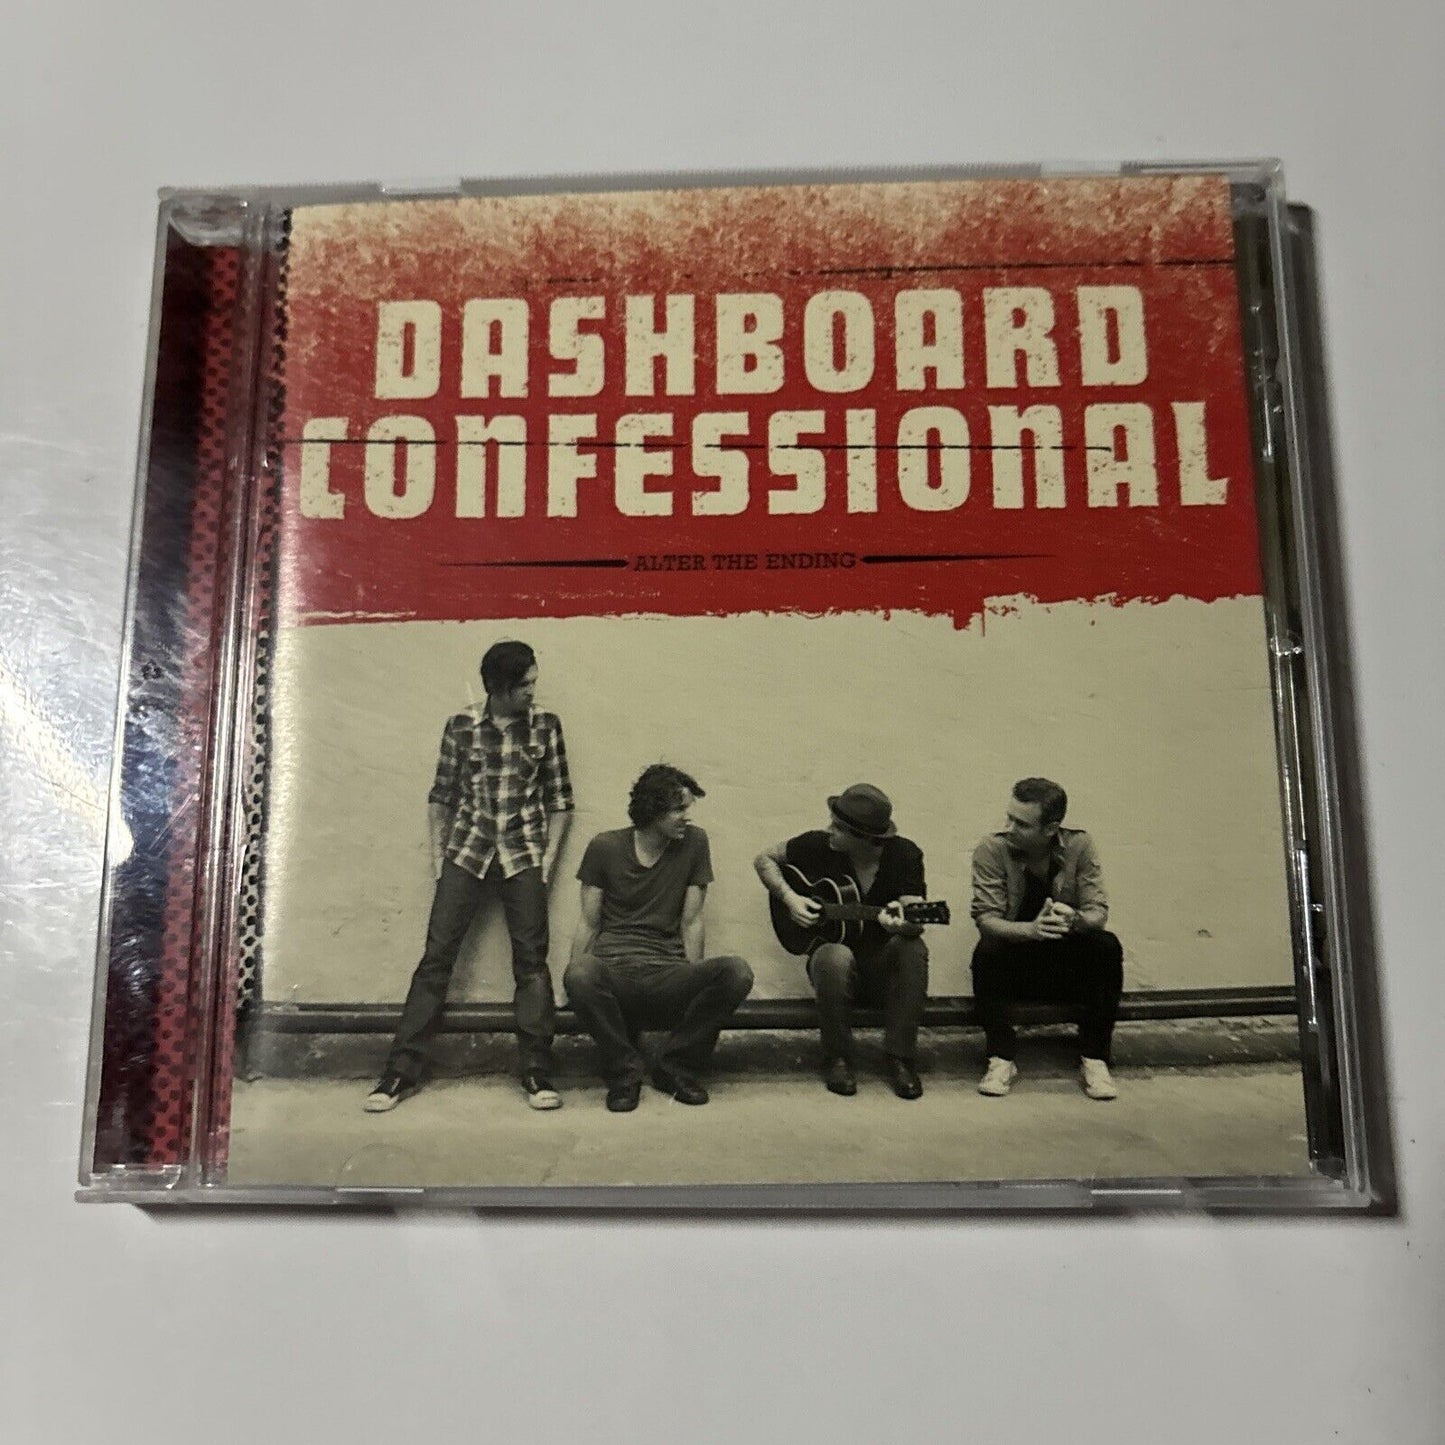 DASHBOARD
CONFESSIONAL
ALTER THE ENDING